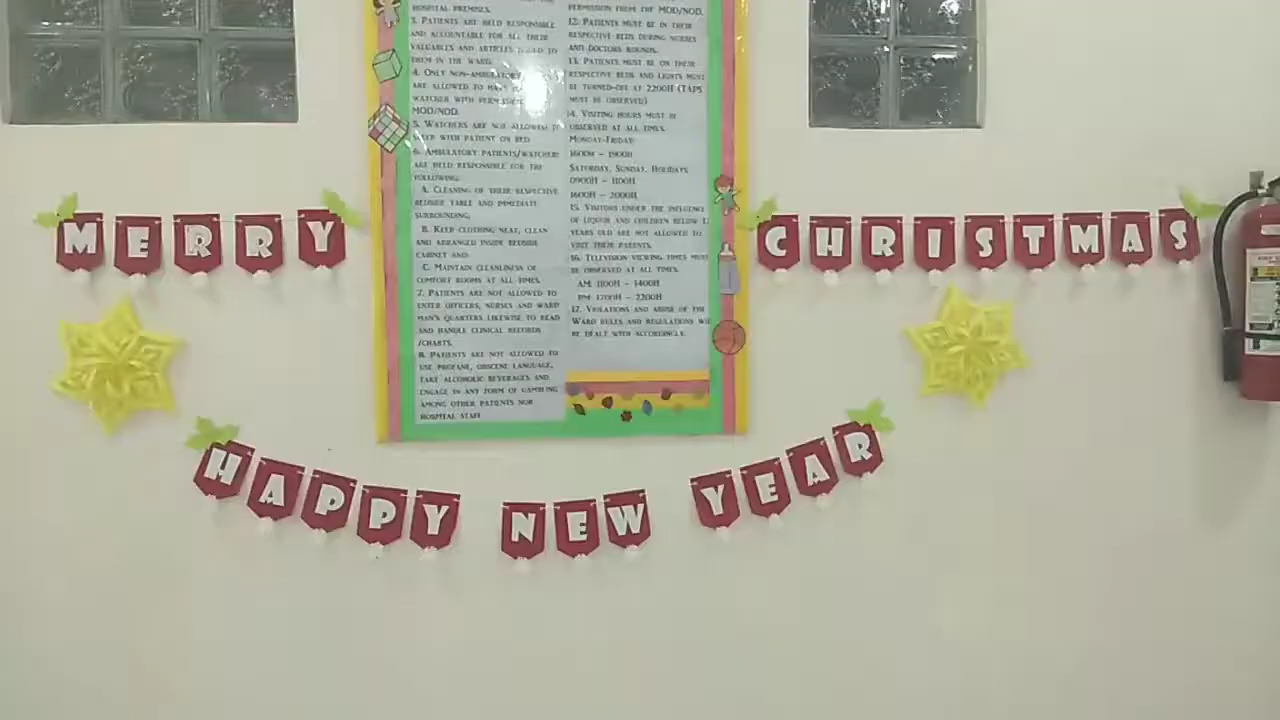 HOSPITAL PREMISES.
3. PATIENTS ARE HELD RESPONSIBLE
AND ACCOUNTABLE FOR ALL THEIR
VALUABLES AND ARTICLES TO
THEM IN THE WARD.
4. ONLY NON-AMBULATORY
ARE ALLOWED TO HAVE
WATCHER WITH PERMISSION
MOD/NOD.
5. WATCHERS ARE NOT ALLOWED TO
SLEEP WITH PATIENT ON BED.
6. AMBULATORY PATIENTS/WATCHERS
ARE HELD RESPONSIBLE FOR THE
FOLLOWING:
A. CLEANING OF THEIR RESPECTIVE
BEDSIDE TABLE AND IMMEDIATE
SURROUNDING;
B. KEEP CLOTHING NEAT, CLEAN
AND ARRANGED INSIDE BEDSIDE
CABINET AND:
C. MAINTAIN CLEANLINESS OF
COMFORT ROOMS AT ALL TIMES.
7. PATIENTS ARE NOT ALLOWED TO
ENTER OFFICERS, NURSES AND WARD
MAN'S QUARTERS LIKEWISE TO READ
AND HANDLE CLINICAL RECORDS
/CHARTS.
8. PATIENTS ARE NOT ALLOWED TO
USE PROFANE, OBSCENE LANGUAGE,
TAKE ALCOHOLIC BEVERAGES AND
ENGAGE IN ANY FORM OF GAMBLING
AMONG OTHER PATIENTS NOR
HOSPITAL STAFF
PERMISSION FROM THE MOD/NOD.
12. PATIENTS MUST BE IN THEIR
RESPECTIVE BEDS DURING NURSES
AND DOCTORS ROUNDS.
13. PATIENTS MUST BE ON THEIR
RESPECTIVE BEDS AND LIGHTS MUST
BE TURNED-OFF AT 2200H (TAPS
MUST BE OBSERVED)
14. VISITING HOURS MUST BE
OBSERVED AT ALL TIMES.
MONDAY-FRIDAY:
1600H – 1900H
SATURDAY, SUNDAY, HOLIDAYS
0900H – 1100H
1600H – 2000H
15. VISITORS UNDER THE INFLUENCE
OF LIQUOR AND CHILDREN BELOW
YEARS OLD ARE NOT ALLOWED TO
VISIT THEIR PARENTS.
16. TELEVISION VIEWING TIMES MUST
BE OBSERVED AT ALL TIMES.
AM 1100H – 1400H
PM 1700H – 2200H
17. VIOLATIONS AND ABUSE OF THE
WARD RULES AND REGULATIONS WILL
BE DEALT WITH ACCORDINGLY.
MERRY CHRISTMAS
HAPPY NEW YEAR